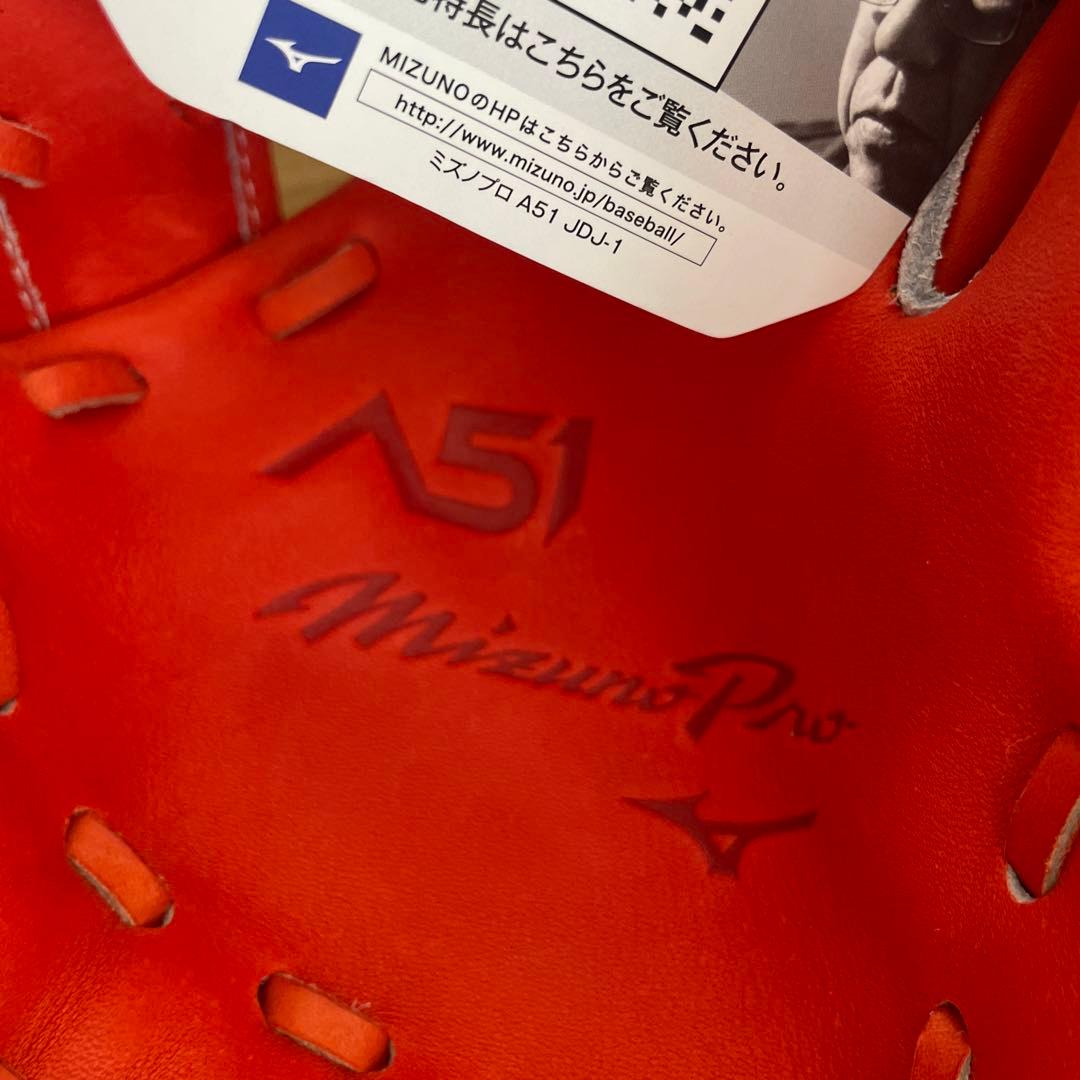 特長はこちらをご覧ください。
MIZUNOのHPはこちらからご覧ください。
http://www.mizuno.jp/baseball/
ミズノプロ A51 JDJ-1
A51
MizunoPro